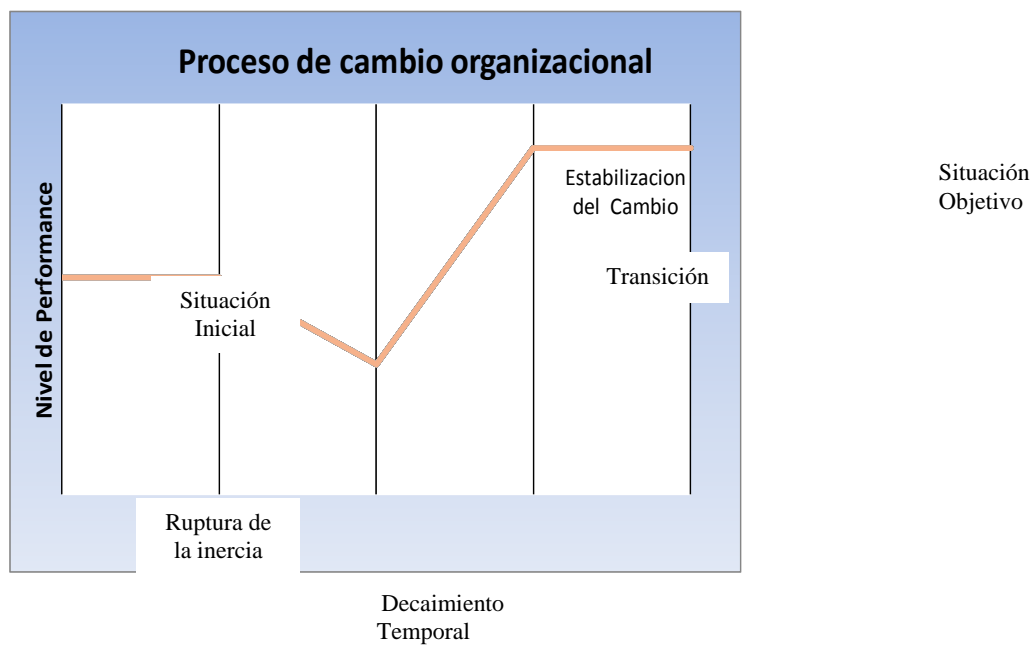 Proceso de cambio organizacional
Nivel de Performance
Estabilizacion
del Cambio
Situación
Objetivo
Transición
Situación
Inicial
Ruptura de
la inercia
Decaimiento
Temporal